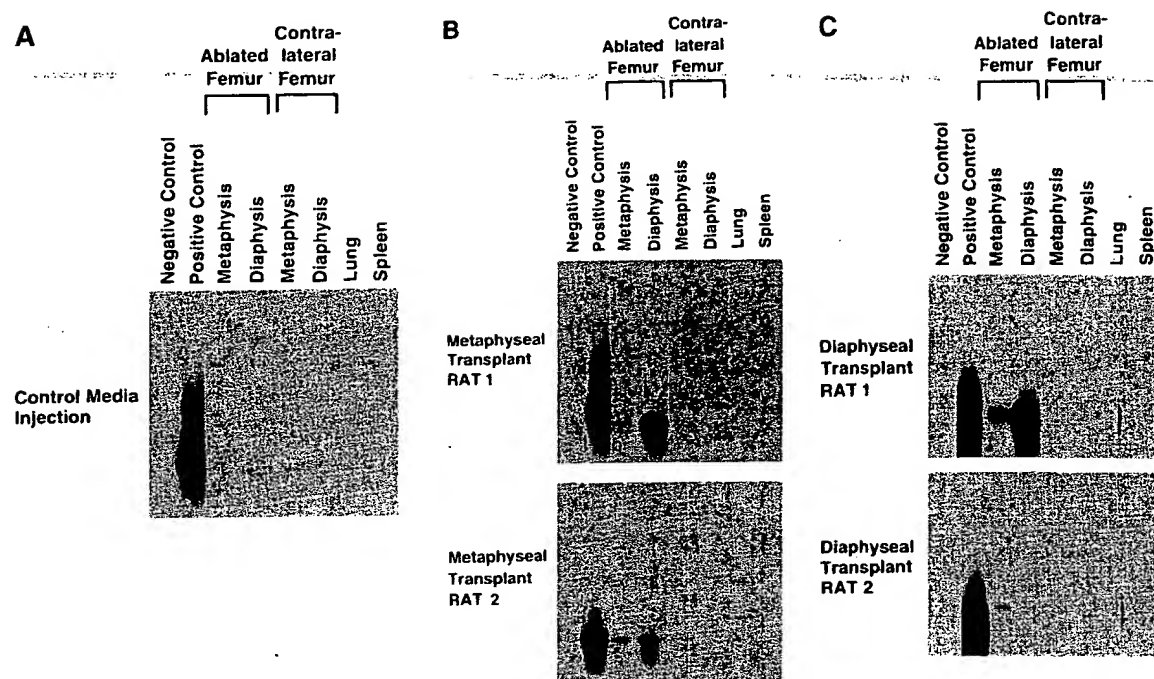 A
Ablated
Femur
Contra-
lateral
Femur
Negative Control
Positive Control
Metaphysis
Diaphysis
Metaphysis
Diaphysis
Lung
Spleen
Control Media
Injection
B
Ablated
Femur
Contra-
lateral
Femur
Negative Control
Positive Control
Metaphysis
Diaphysis
Metaphysis
Diaphysis
Lung
Spleen
Metaphyseal
Transplant
RAT 1
Metaphyseal
Transplant
RAT 2
C
Ablated
Femur
Contra-
lateral
Femur
Negative Control
Positive Control
Metaphysis
Diaphysis
Metaphysis
Diaphysis
Lung
Spleen
Diaphyseal
Transplant
RAT 1
Diaphyseal
Transplant
RAT 2